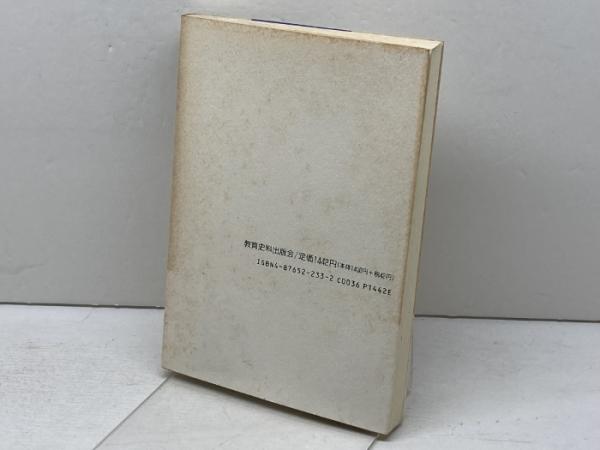 教育史料出版会/定価1442円(本体1400円+税42円)
ISBN4-87652-233-2 C0036 P1442E